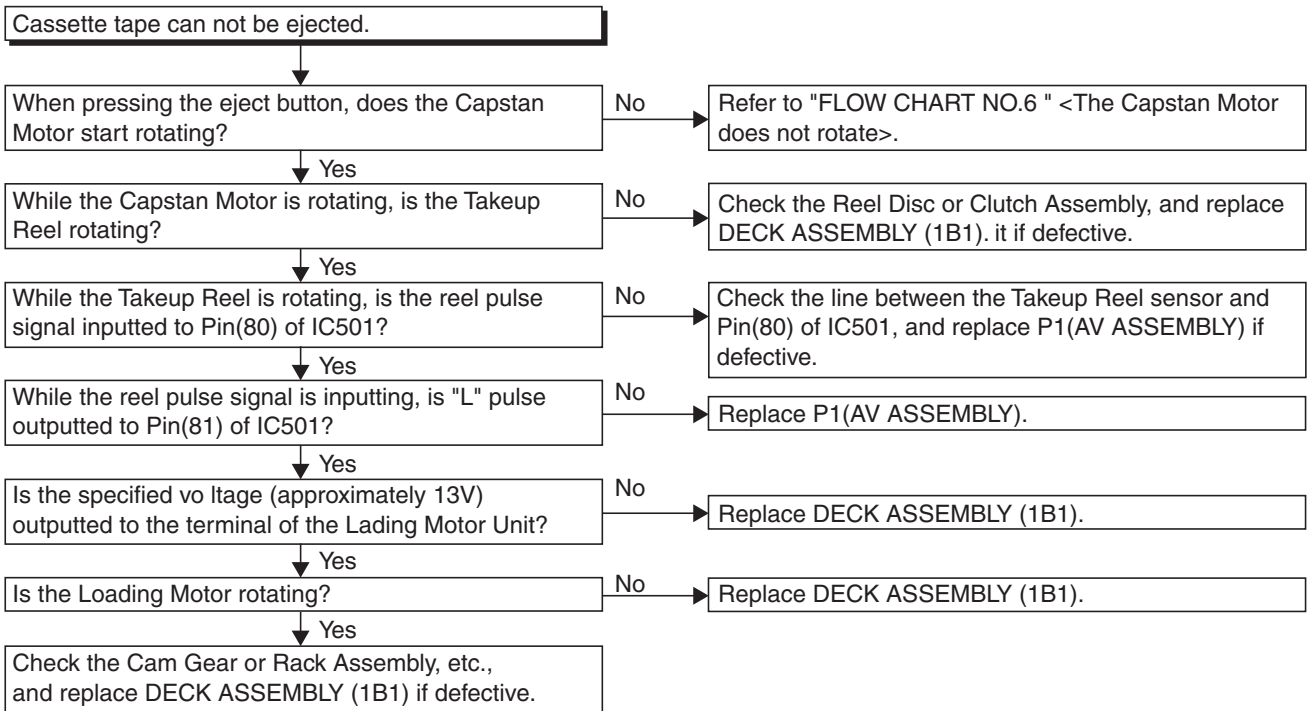 Cassette tape can not be ejected.
When pressing the eject button, does the Capstan
Motor start rotating?
No
Refer to "FLOW CHART NO.6 " <The Capstan Motor
does not rotate>.
Yes
While the Capstan Motor is rotating, is the Takeup
Reel rotating?
No
Check the Reel Disc or Clutch Assembly, and replace
DECK ASSEMBLY (1B1). it if defective.
Yes
While the Takeup Reel is rotating, is the reel pulse
signal inputted to Pin(80) of IC501?
No
Check the line between the Takeup Reel sensor and
Pin(80) of IC501, and replace P1(AV ASSEMBLY) if
defective.
Yes
While the reel pulse signal is inputting, is "L" pulse
outputted to Pin(81) of IC501?
No
Replace P1(AV ASSEMBLY).
Yes
Is the specified vo ltage (approximately 13V)
outputted to the terminal of the Lading Motor Unit?
No
Replace DECK ASSEMBLY (1B1).
Yes
Is the Loading Motor rotating?
No
Replace DECK ASSEMBLY (1B1).
Yes
Check the Cam Gear or Rack Assembly, etc.,
and replace DECK ASSEMBLY (1B1) if defective.